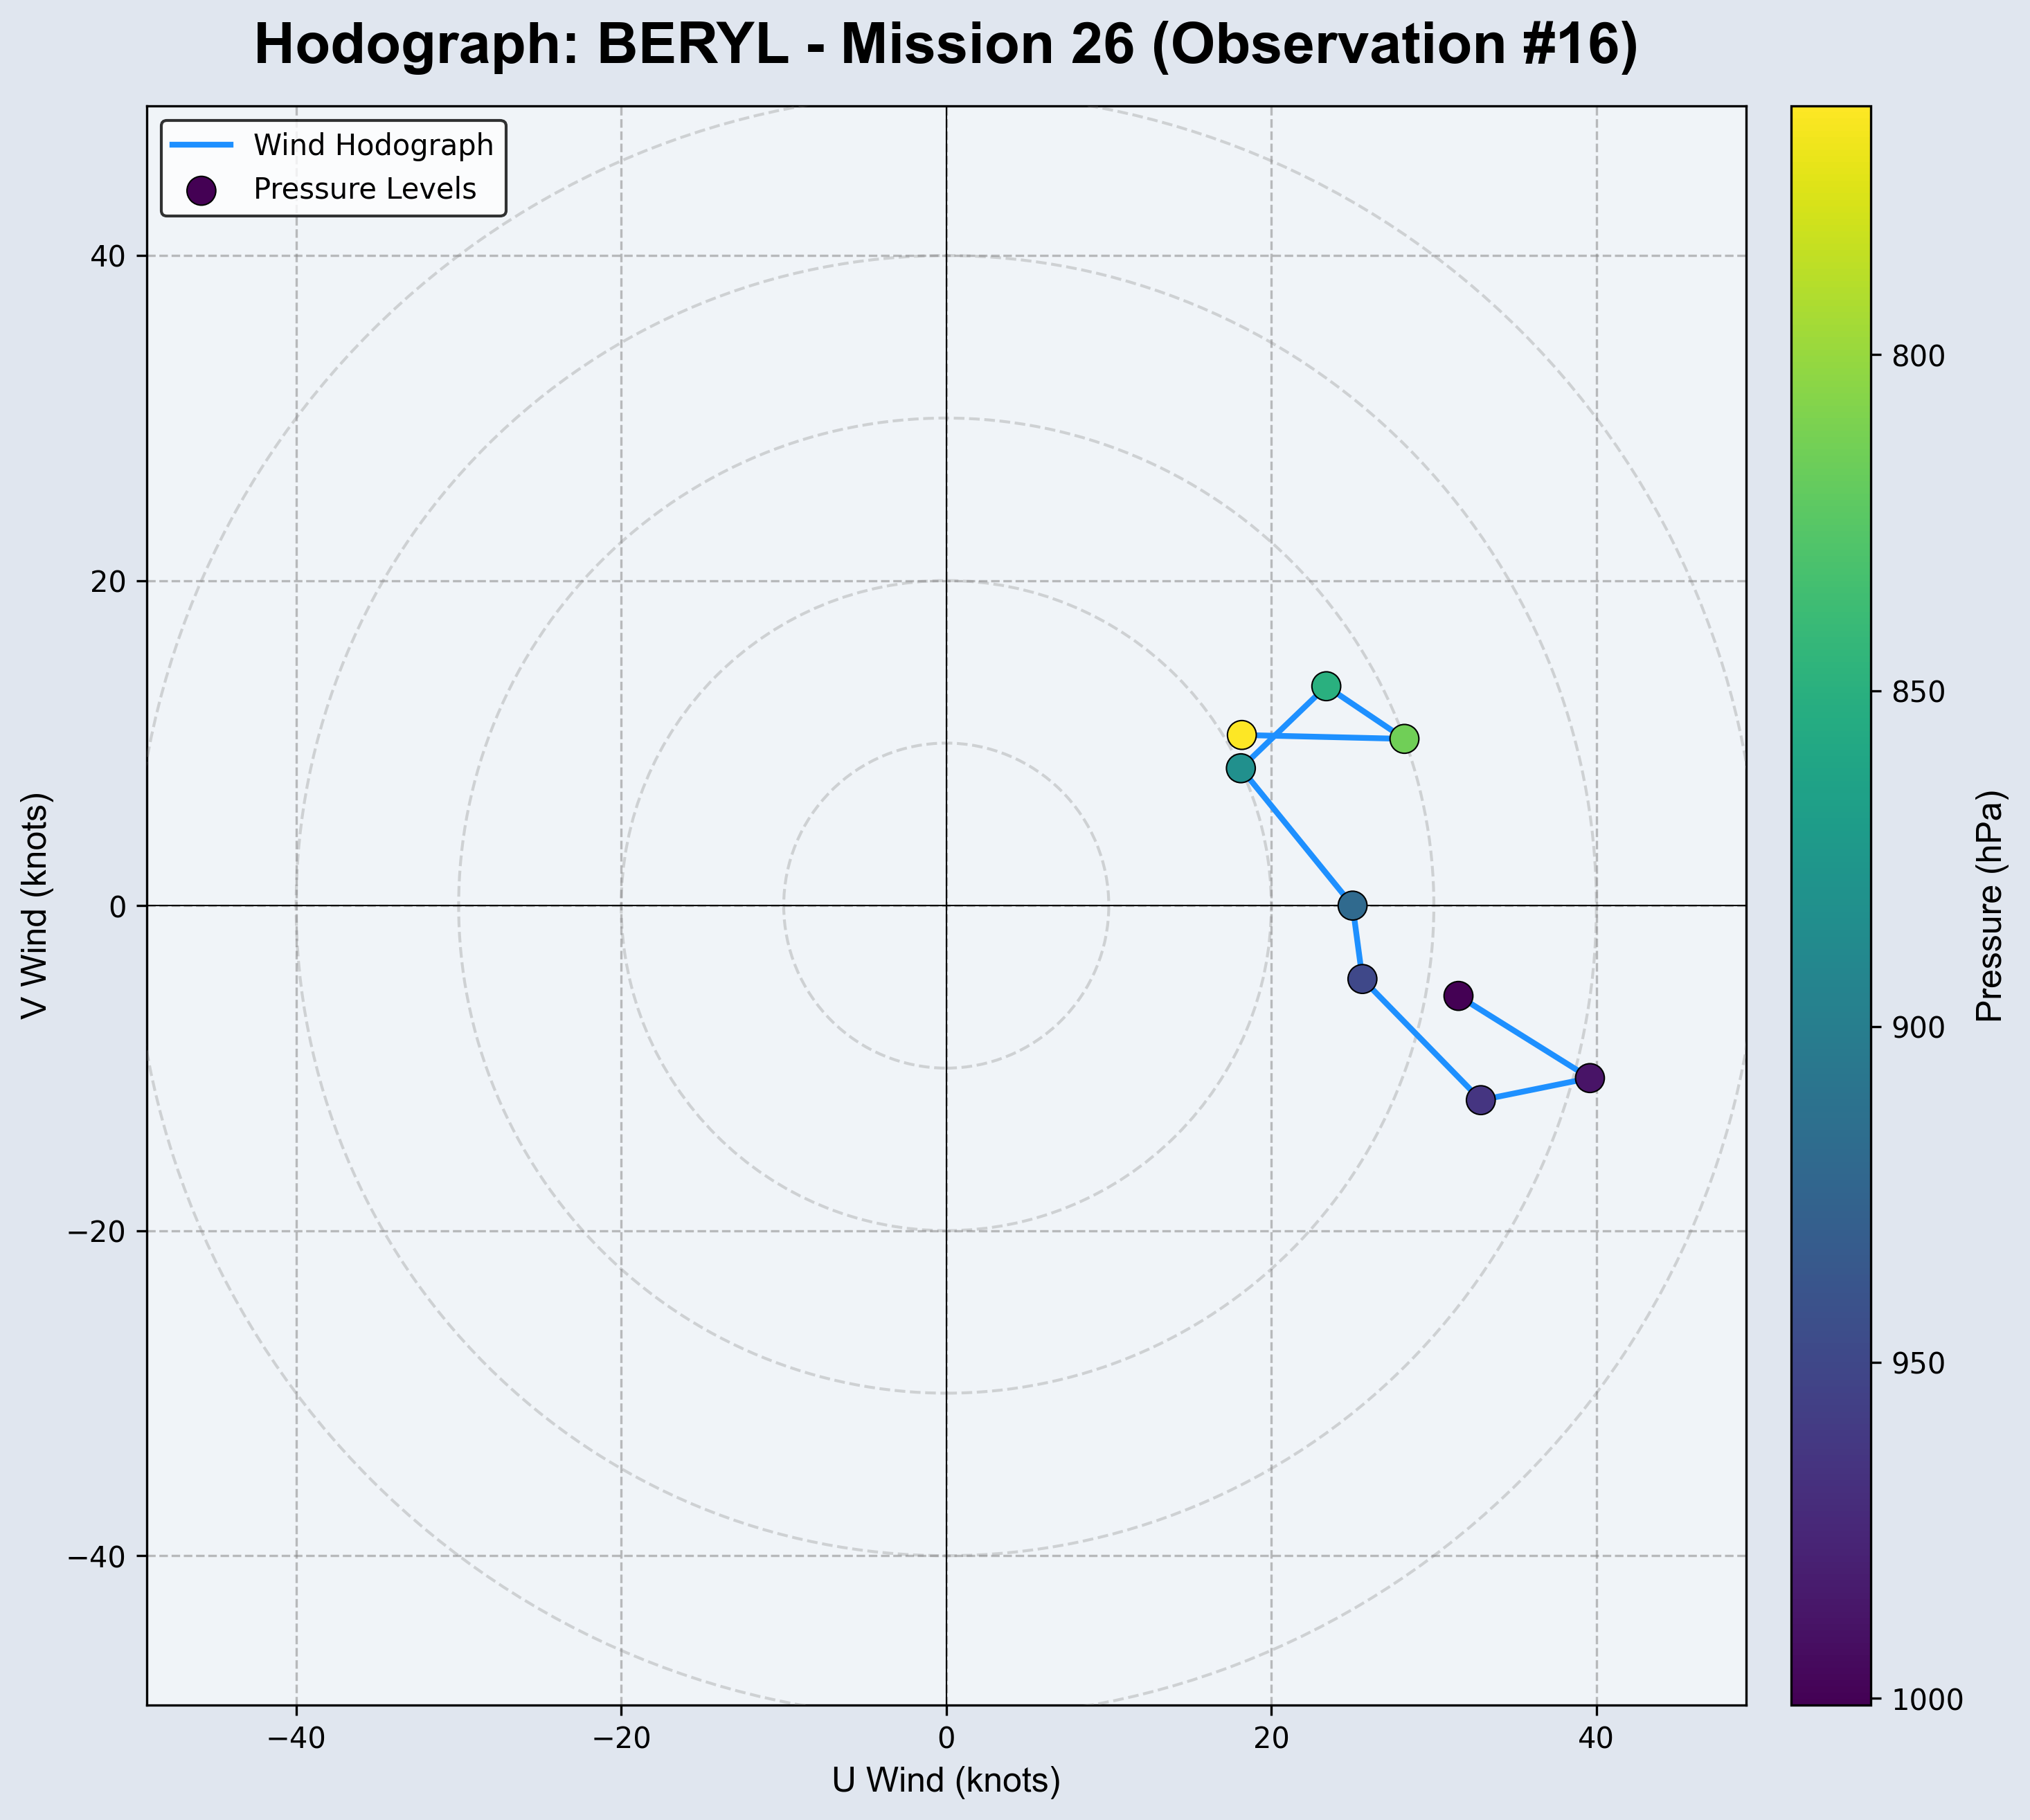 Hodograph: BERYL - Mission 26 (Observation #16)
Wind Hodograph
Pressure Levels
40
20
0
−20
−40
V Wind (knots)
−40
−20
0
20
40
U Wind (knots)
800
850
900
950
1000
Pressure (hPa)